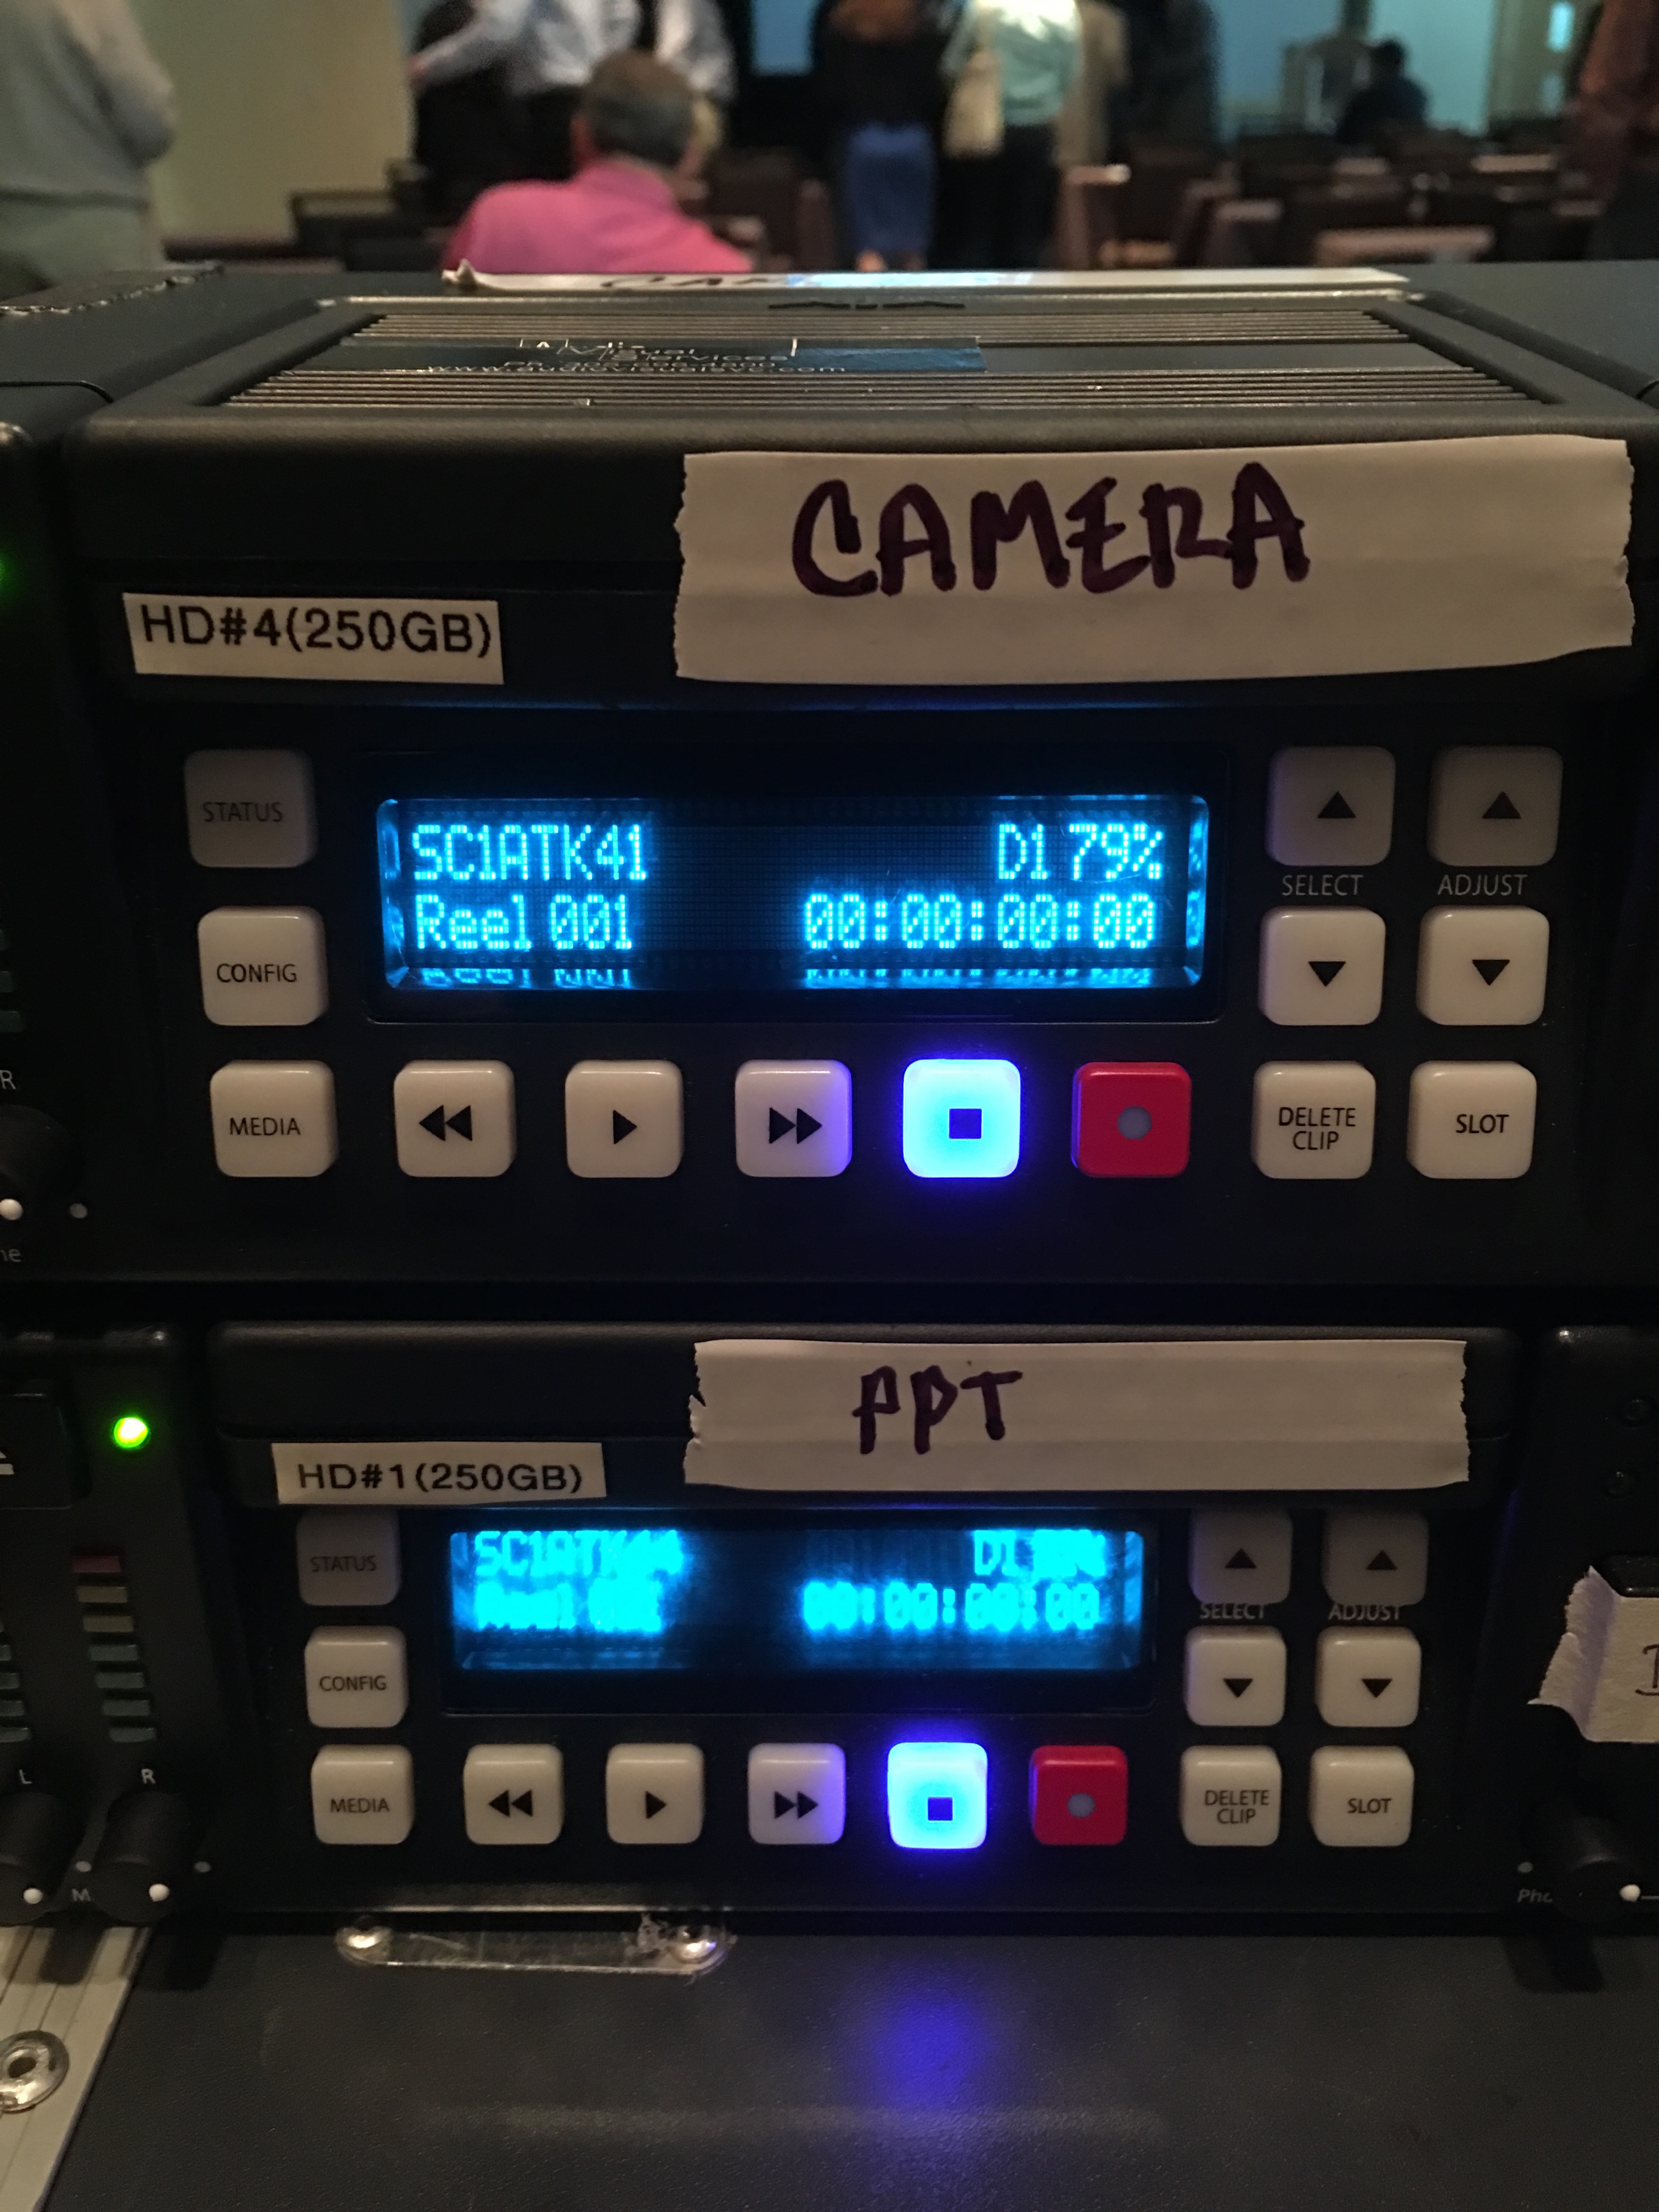 CAMERA
HD#4(250GB)
STATUS
SC1ATK41 D1 79%
Reel 001 00:00:00:00
SELECT ADJUST
CONFIG
MEDIA
DELETE CLIP
SLOT
R
PPT
HD#1(250GB)
STATUS
D1
00:00:00:00
SELECT ADJUST
CONFIG
MEDIA
DELETE CLIP
SLOT
L R